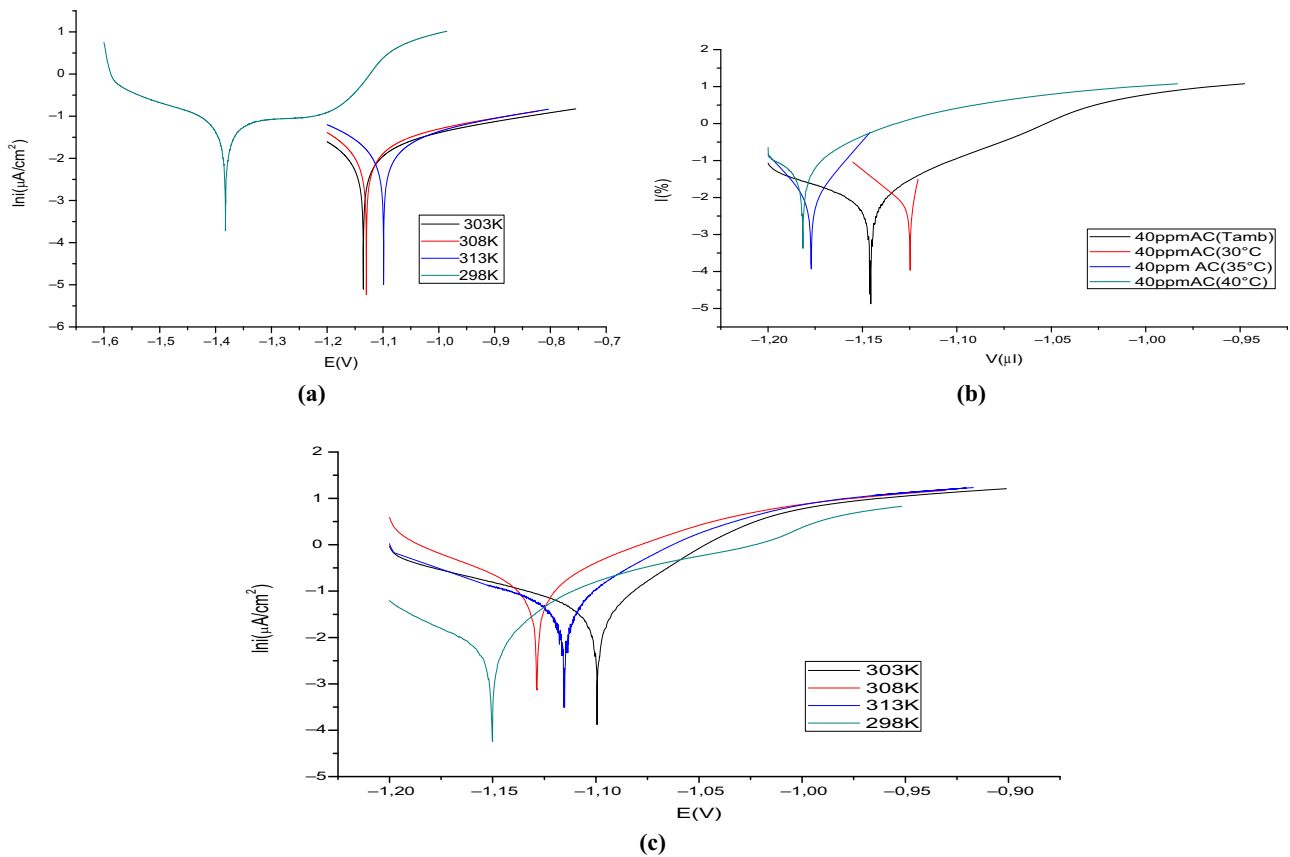 lni(µA/cm²)
1
0
−1
−2
−3
−4
−5
−6
−1,6 −1,5 −1,4 −1,3 −1,2 −1,1 −1,0 −0,9 −0,8 −0,7
E(V)
303K
308K
313K
298K
(a)
I(%)
2
1
0
−1
−2
−3
−4
−5
−1,20 −1,15 −1,10 −1,05 −1,00 −0,95
V(µI)
40ppmAC(Tamb)
40ppmAC(30°C
40ppm AC(35°C)
40ppmAC(40°C)
(b)
lni(µA/cm²)
2
1
0
−1
−2
−3
−4
−5
−1,20 −1,15 −1,10 −1,05 −1,00 −0,95 −0,90
E(V)
303K
308K
313K
298K
(c)